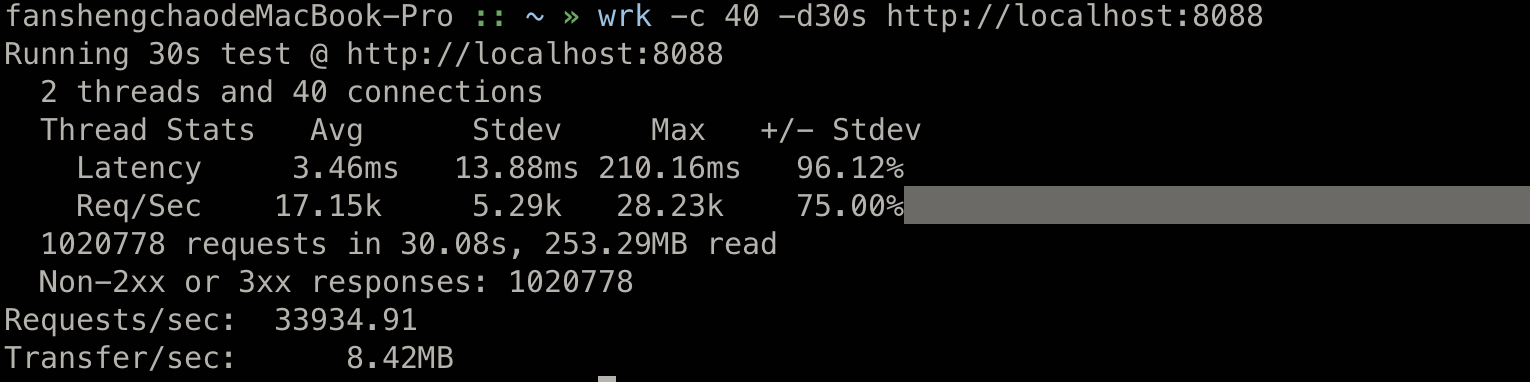 fanshengchaodeMacBook-Pro :: ~ » wrk -c 40 -d30s http://localhost:8088
Running 30s test @ http://localhost:8088
  2 threads and 40 connections
  Thread Stats   Avg      Stdev     Max   +/- Stdev
    Latency     3.46ms   13.88ms 210.16ms   96.12%
    Req/Sec    17.15k     5.29k   28.23k    75.00%
  1020778 requests in 30.08s, 253.29MB read
  Non-2xx or 3xx responses: 1020778
Requests/sec:  33934.91
Transfer/sec:      8.42MB